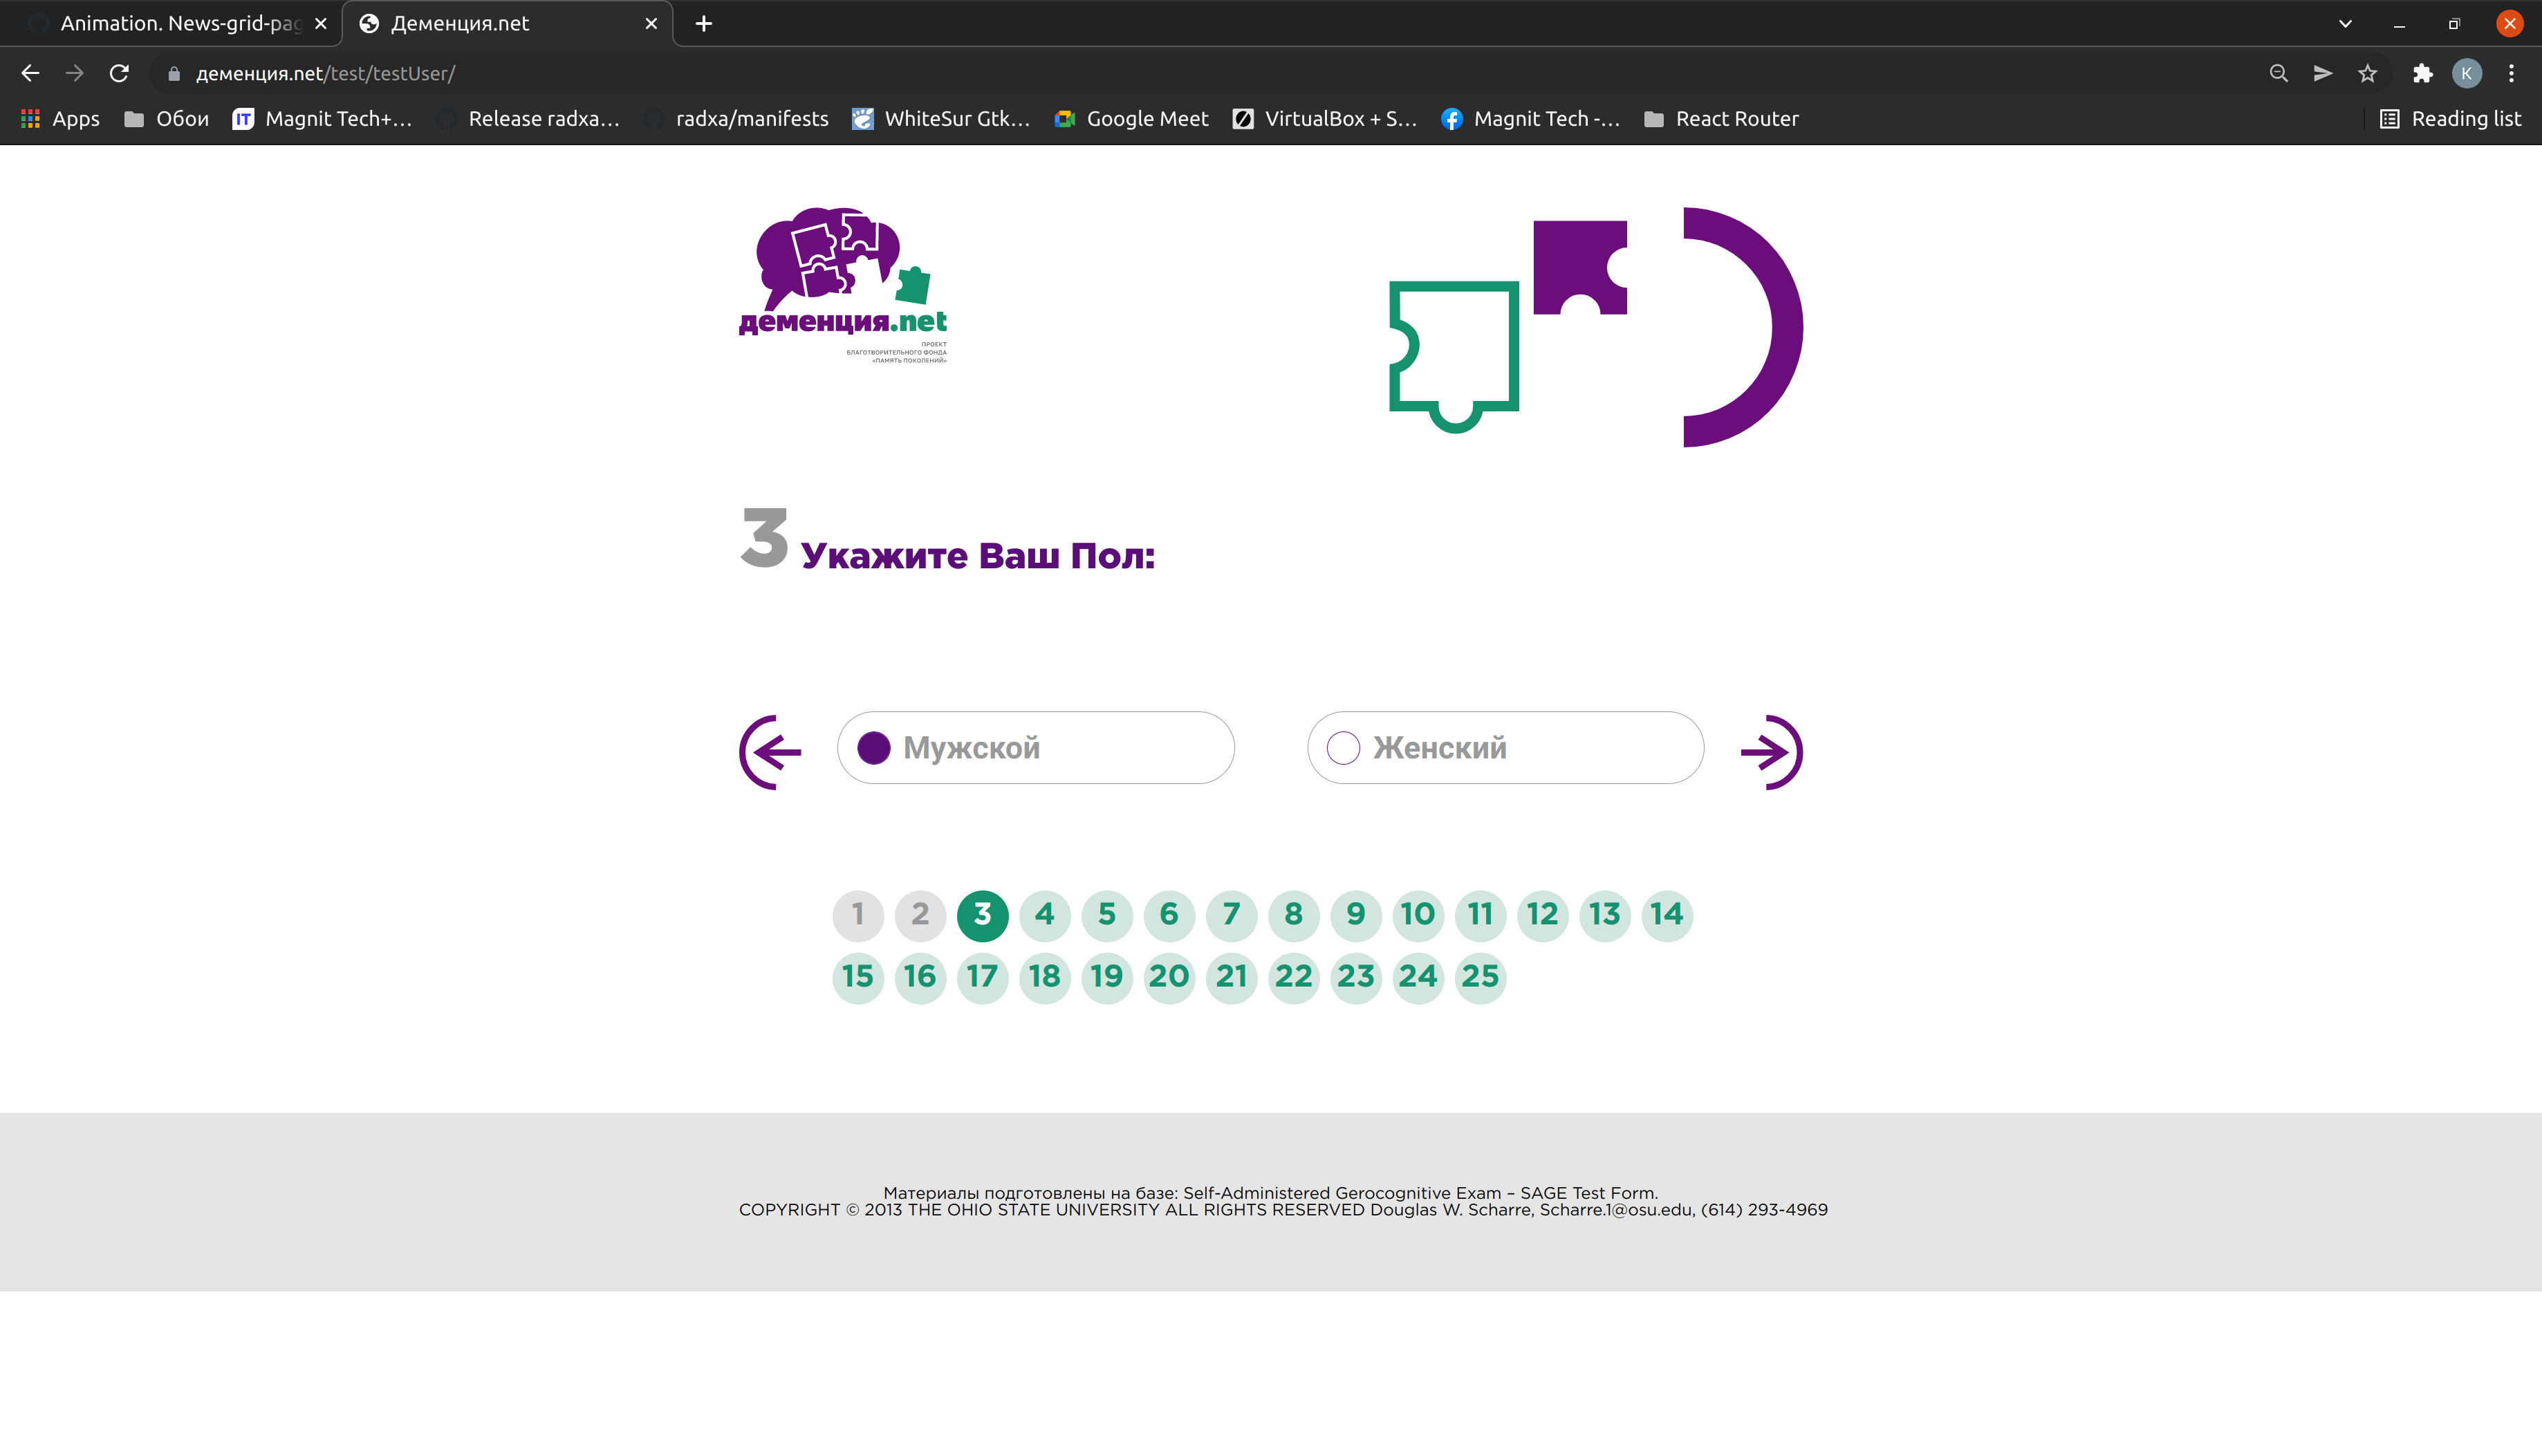 Animation. News-grid-pag
Деменция.net
деменция.net/test/testUser/
K
Apps
Обои
IT
Magnit Tech+...
Release radxa...
radxa/manifests
WhiteSur Gtk...
Google Meet
VirtualBox + S...
Magnit Tech -...
React Router
Reading list
деменция.net
ПРОЕКТ
БЛАГОТВОРИТЕЛЬНОГО ФОНДА
«ПАМЯТЬ ПОКОЛЕНИЙ»
3 Укажите Ваш Пол:
Мужской
Женский
1 2 3 4 5 6 7 8 9 10 11 12 13 14
15 16 17 18 19 20 21 22 23 24 25
Материалы подготовлены на базе: Self-Administered Gerocognitive Exam – SAGE Test Form.
COPYRIGHT © 2013 THE OHIO STATE UNIVERSITY ALL RIGHTS RESERVED Douglas W. Scharre, Scharre.1@osu.edu, (614) 293-4969